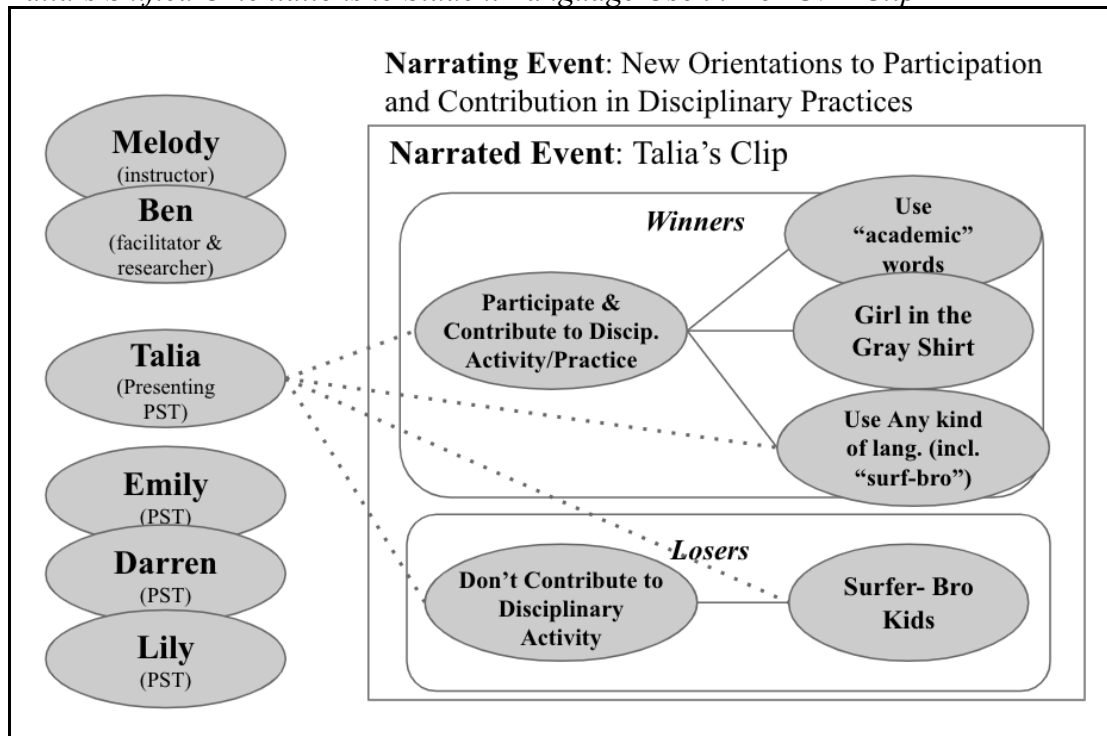 Narrating Event: New Orientations to Participation
and Contribution in Disciplinary Practices
Narrated Event: Talia's Clip
Melody
(instructor)
Ben
(facilitator &
researcher)
Talia
(Presenting
PST)
Emily
(PST)
Darren
(PST)
Lily
(PST)
Winners
Participate &
Contribute to Discip.
Activity/Practice
Use
“academic”
words
Girl in the
Gray Shirt
Use Any kind
of lang. (incl.
“surf-bro”)
Losers
Don't Contribute to
Disciplinary
Activity
Surfer- Bro
Kids